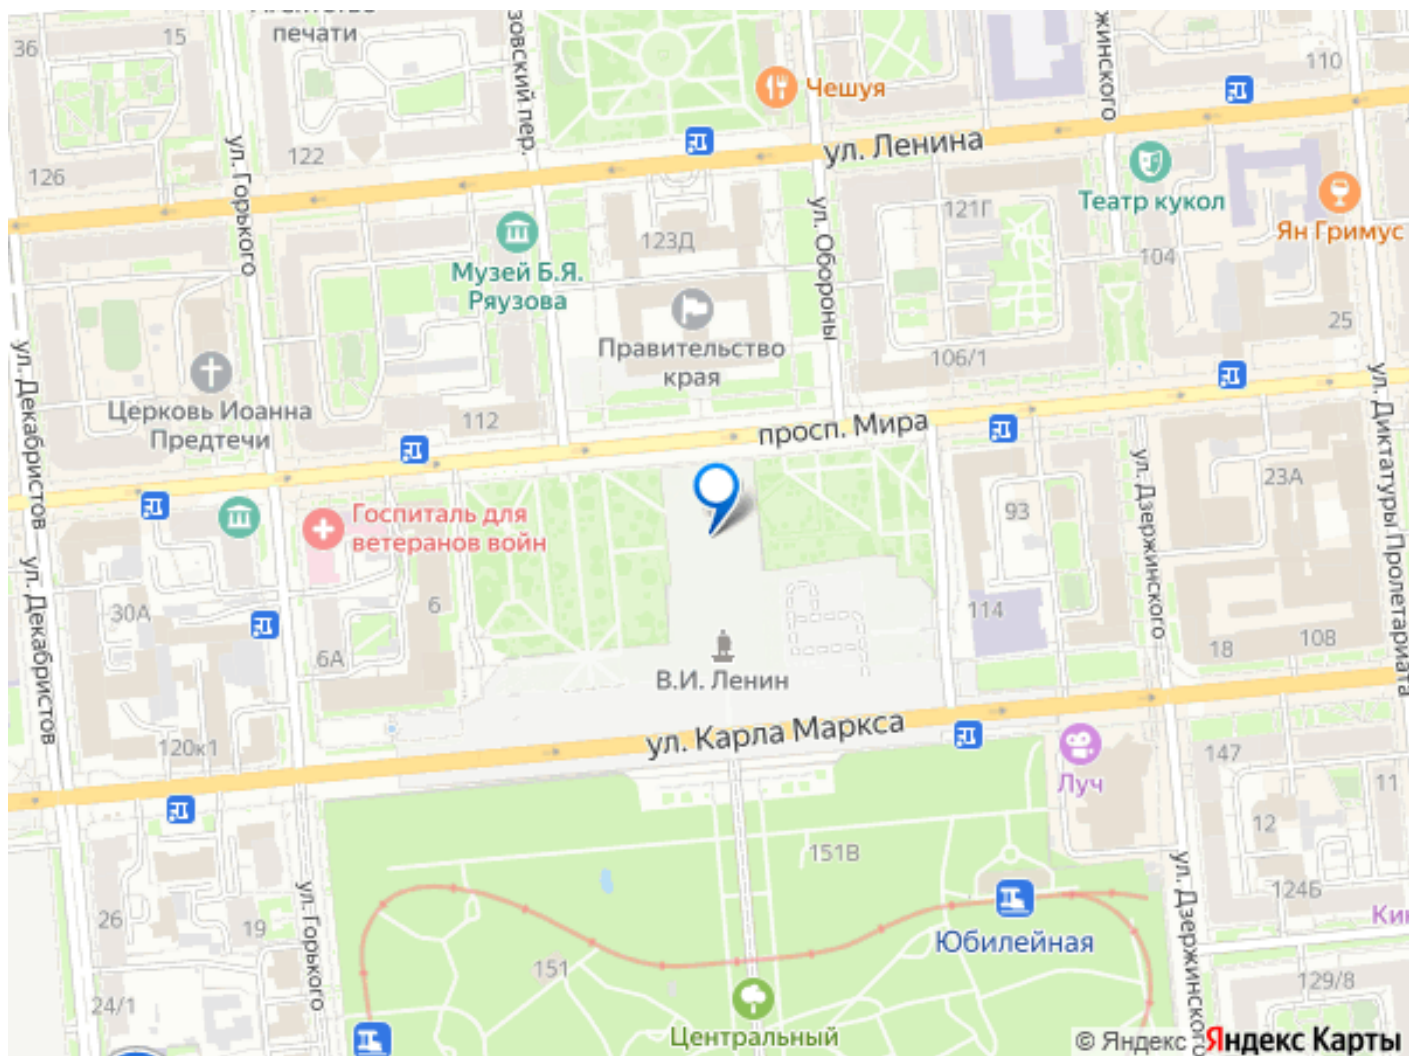 печати
зовский пер.
жинского
36
15
110
Чешуя
ул. Ленина
ул. Горького
122
126
Театр кукол
Ян Гримус
121Г
ул. Обороны
123Д
104
Музей Б.Я.
Ряузова
25
Правительство
края
106/1
ул. Декабристов
Церковь Иоанна
Предтечи
112
просп. Мира
ул. Диктатуры Пролетариата
ул. Дзержинского
23А
93
Госпиталь для
ветеранов войн
ул. Декабристов
30А
6
114
6А
18
10В
В.И. Ленин
ул. Карла Маркса
120к1
147
Луч
11
12
151В
ул. Горького
ул. Дзержинского
124Б
26
19
Ки
Юбилейная
151
129/8
24/1
Центральный
© Яндекс
Яндекс Карты